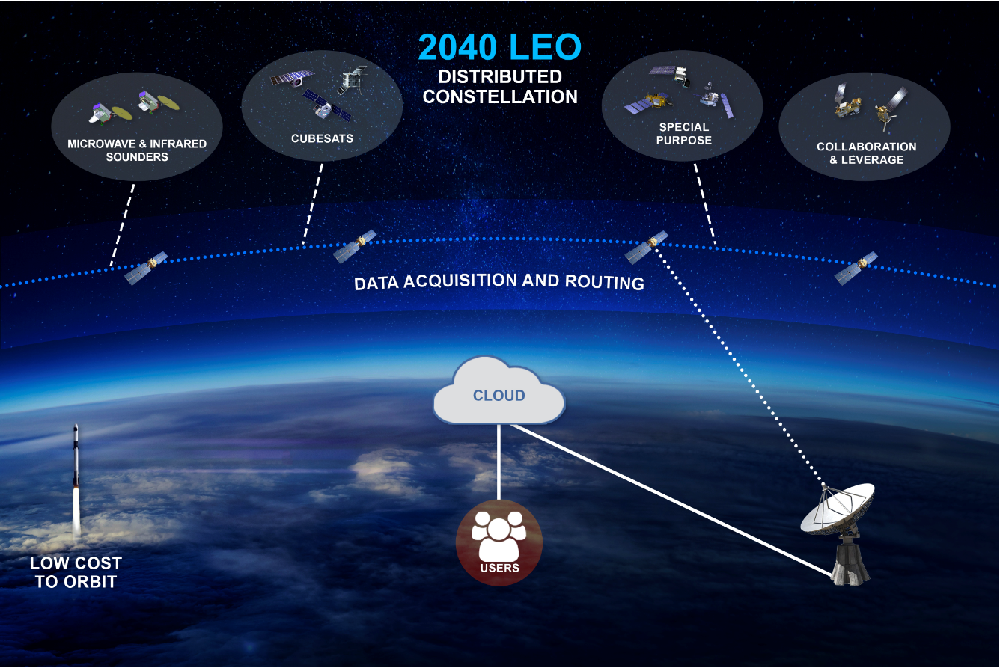 2040 LEO
DISTRIBUTED
CONSTELLATION
MICROWAVE & INFRARED
SOUNDERS
CUBESATS
SPECIAL
PURPOSE
COLLABORATION
& LEVERAGE
DATA ACQUISITION AND ROUTING
CLOUD
USERS
LOW COST
TO ORBIT